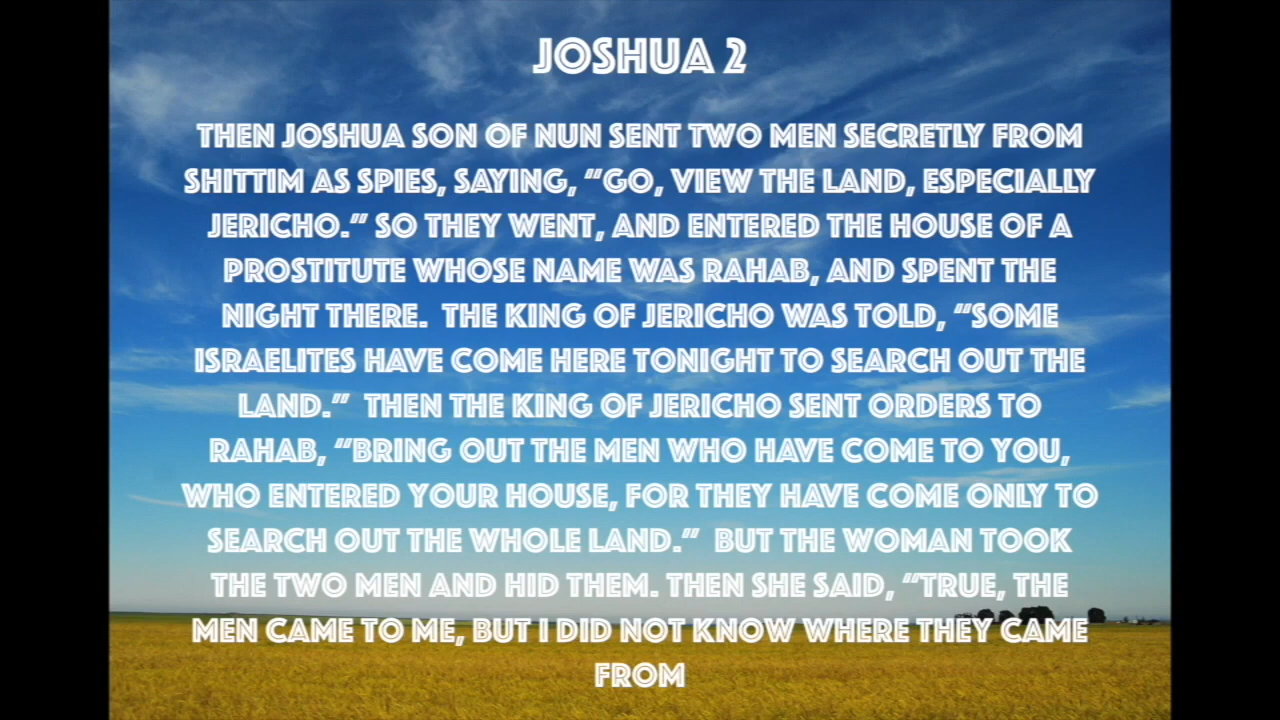 JOSHUA 2
THEN JOSHUA SON OF NUN SENT TWO MEN SECRETLY FROM
SHITTIM AS SPIES, SAYING, “GO, VIEW THE LAND, ESPECIALLY
JERICHO.” SO THEY WENT, AND ENTERED THE HOUSE OF A
PROSTITUTE WHOSE NAME WAS RAHAB, AND SPENT THE
NIGHT THERE.  THE KING OF JERICHO WAS TOLD, “SOME
ISRAELITES HAVE COME HERE TONIGHT TO SEARCH OUT THE
LAND.”  THEN THE KING OF JERICHO SENT ORDERS TO
RAHAB, “BRING OUT THE MEN WHO HAVE COME TO YOU,
WHO ENTERED YOUR HOUSE, FOR THEY HAVE COME ONLY TO
SEARCH OUT THE WHOLE LAND.”  BUT THE WOMAN TOOK
THE TWO MEN AND HID THEM. THEN SHE SAID, “TRUE, THE
MEN CAME TO ME, BUT I DID NOT KNOW WHERE THEY CAME
FROM